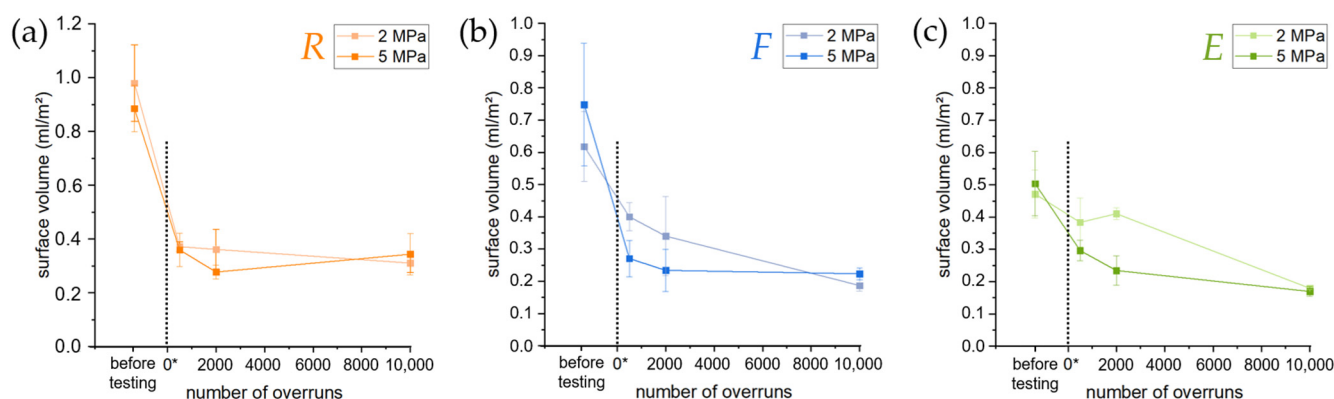 (a)
R
2 MPa
5 MPa
surface volume (ml/m²)
1.2
1.0
0.8
0.6
0.4
0.2
0.0
before testing
0*
2000
4000
6000
8000
10,000
number of overruns
(b)
F
2 MPa
5 MPa
surface volume (ml/m²)
1.0
0.9
0.8
0.7
0.6
0.5
0.4
0.3
0.2
0.1
0.0
before testing
0*
2000
4000
6000
8000
10,000
number of overruns
(c)
E
2 MPa
5 MPa
surface volume (ml/m²)
1.0
0.9
0.8
0.7
0.6
0.5
0.4
0.3
0.2
0.1
0.0
before testing
0*
2000
4000
6000
8000
10,000
number of overruns